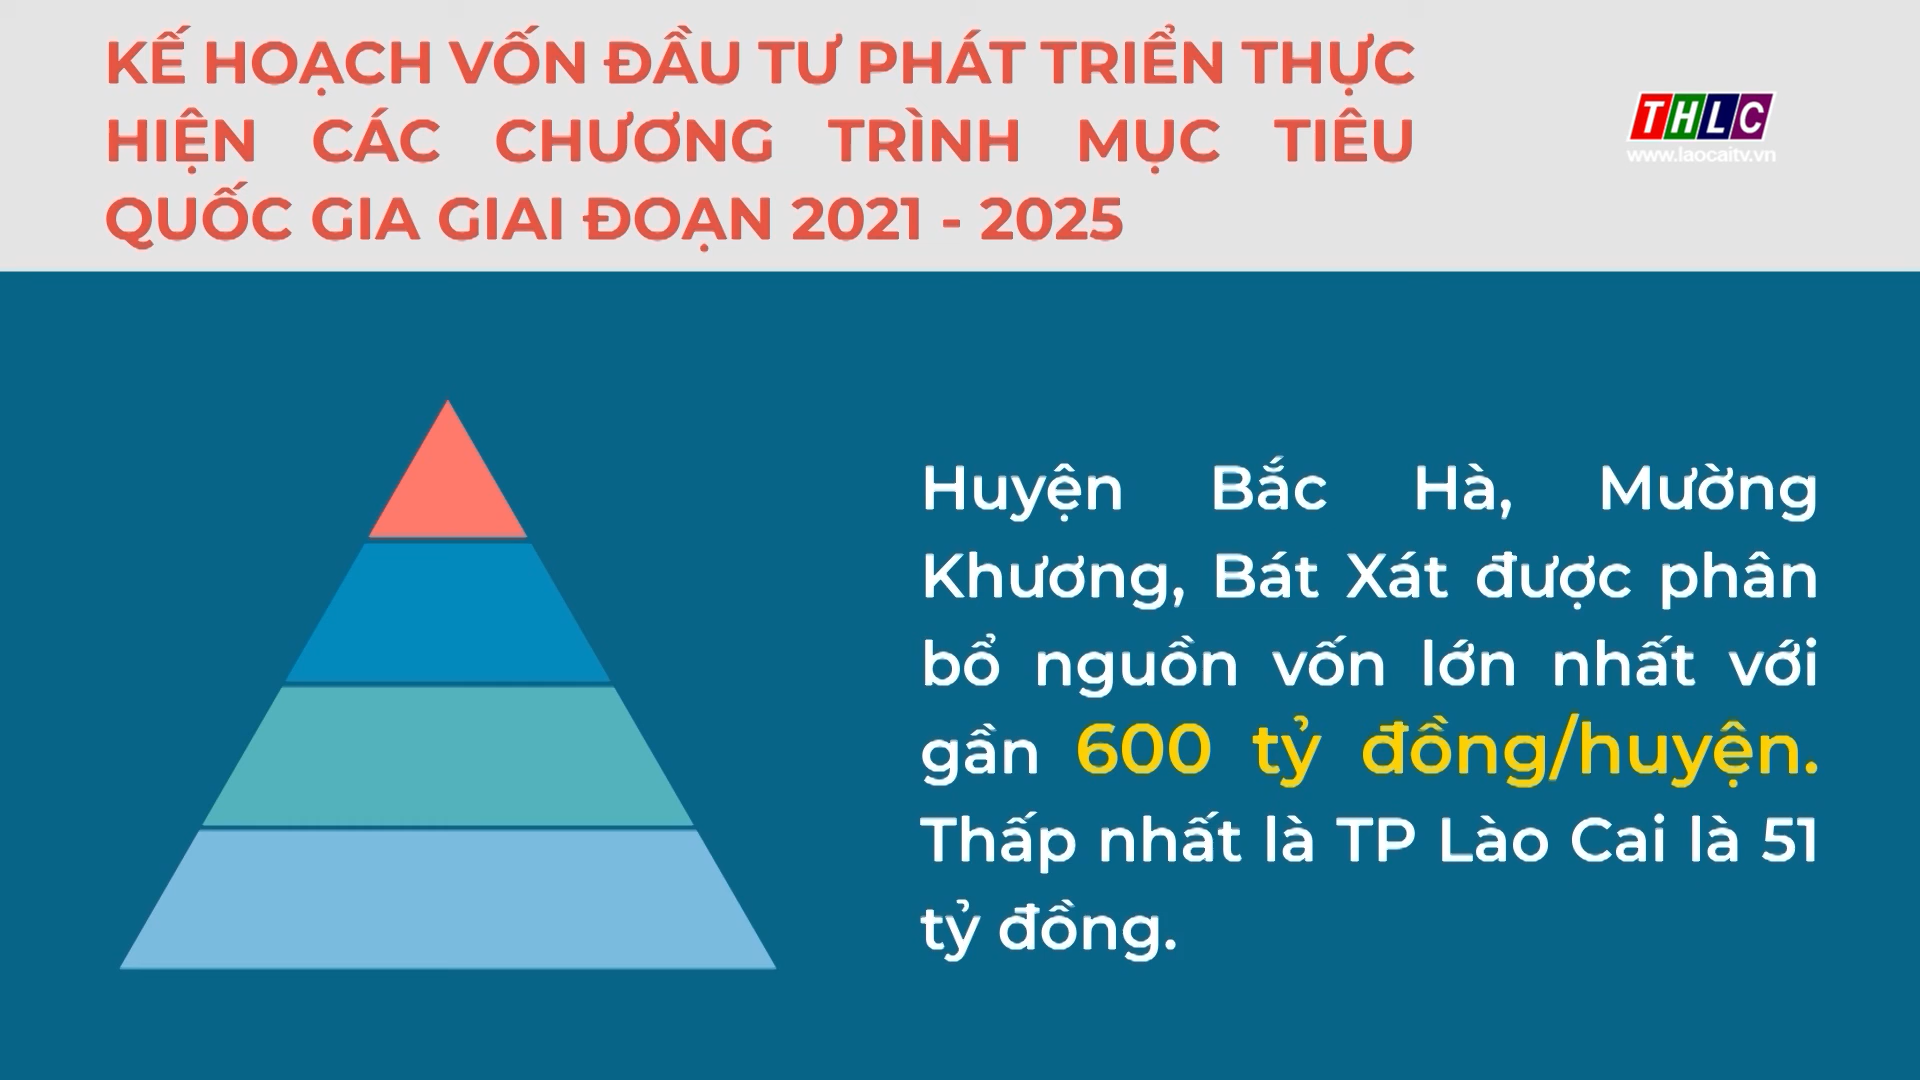 KẾ HOẠCH VỐN ĐẦU TƯ PHÁT TRIỂN THỰC
HIỆN CÁC CHƯƠNG TRÌNH MỤC TIÊU
QUỐC GIA GIAI ĐOẠN 2021 - 2025
THLC
www.laocaitv.vn
Huyện Bắc Hà, Mường
Khương, Bát Xát được phân
bổ nguồn vốn lớn nhất với
gần 600 tỷ đồng/huyện.
Thấp nhất là TP Lào Cai là 51
tỷ đồng.